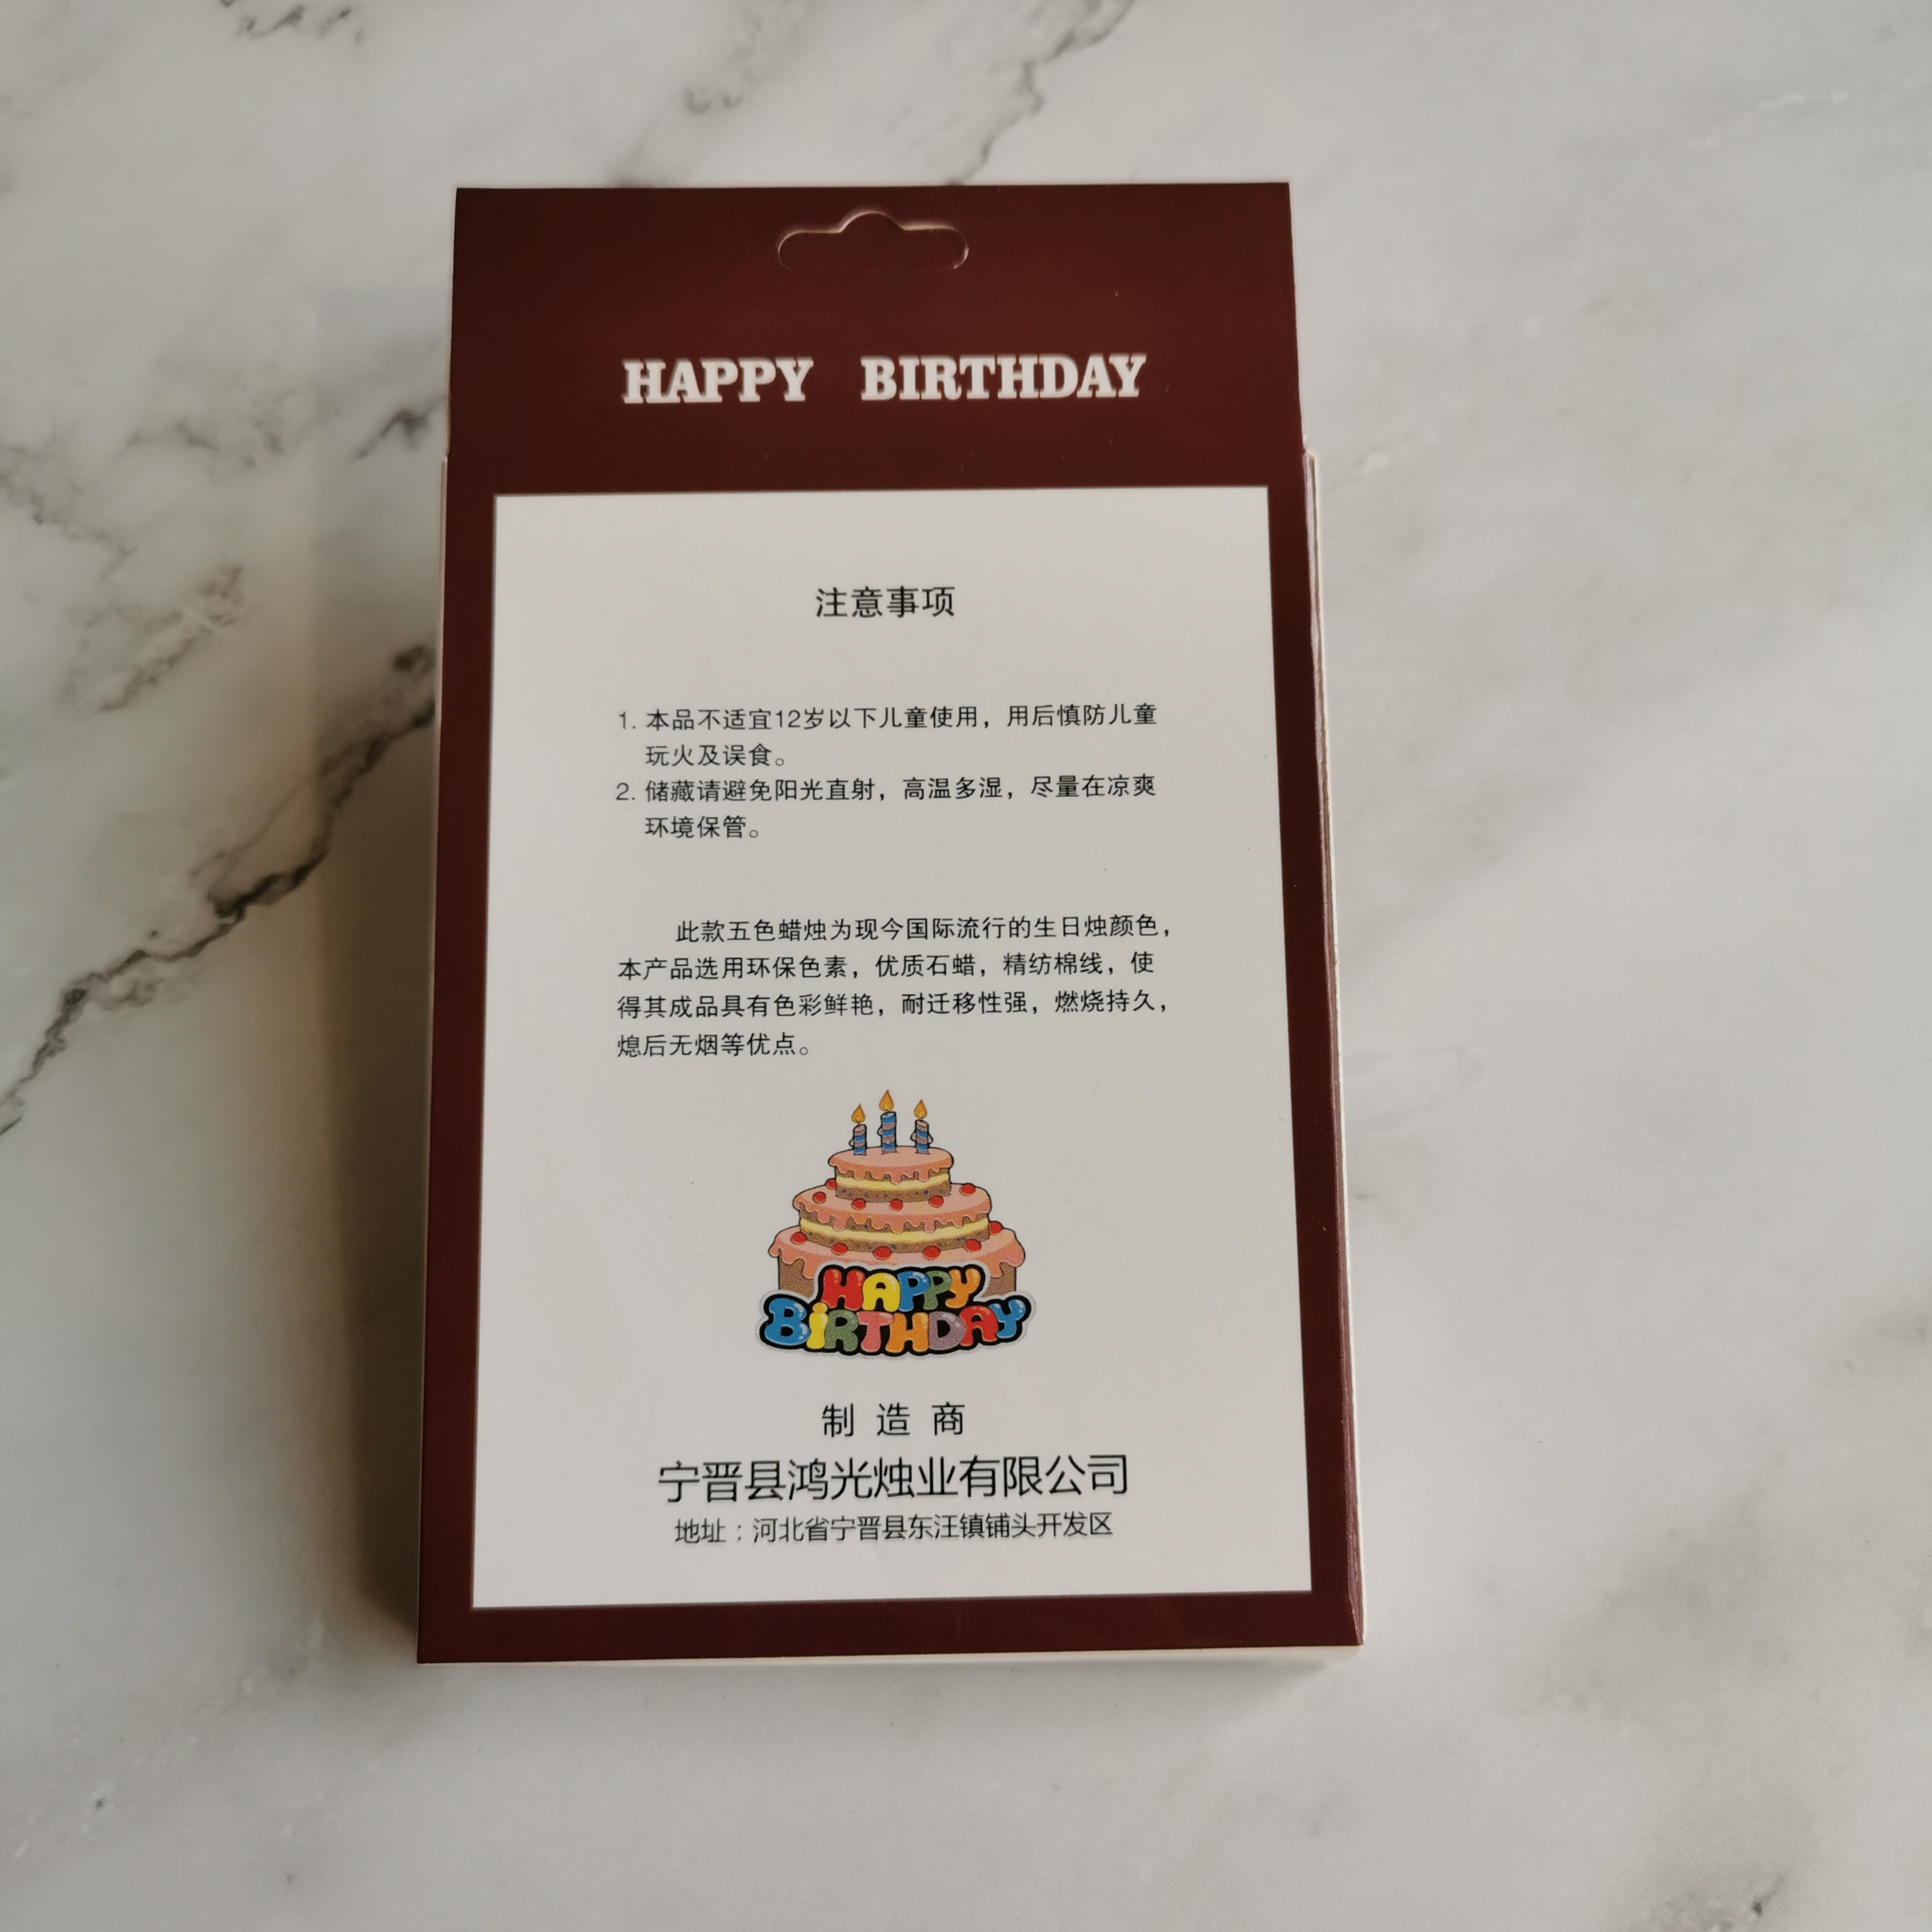 HAPPY BIRTHDAY
注意事项
1. 本品不适宜12岁以下儿童使用，用后慎防儿童
玩火及误食。
2. 储藏请避免阳光直射，高温多湿，尽量在凉爽
环境保管。
此款五色蜡烛为现今国际流行的生日烛颜色，
本产品选用环保色素，优质石蜡，精纺棉线，使
得其成品具有色彩鲜艳，耐迁移性强，燃烧持久，
熄后无烟等优点。
HAPPY
BiRTHDAY
制造商
宁晋县鸿光烛业有限公司
地址：河北省宁晋县东汪镇铺头开发区